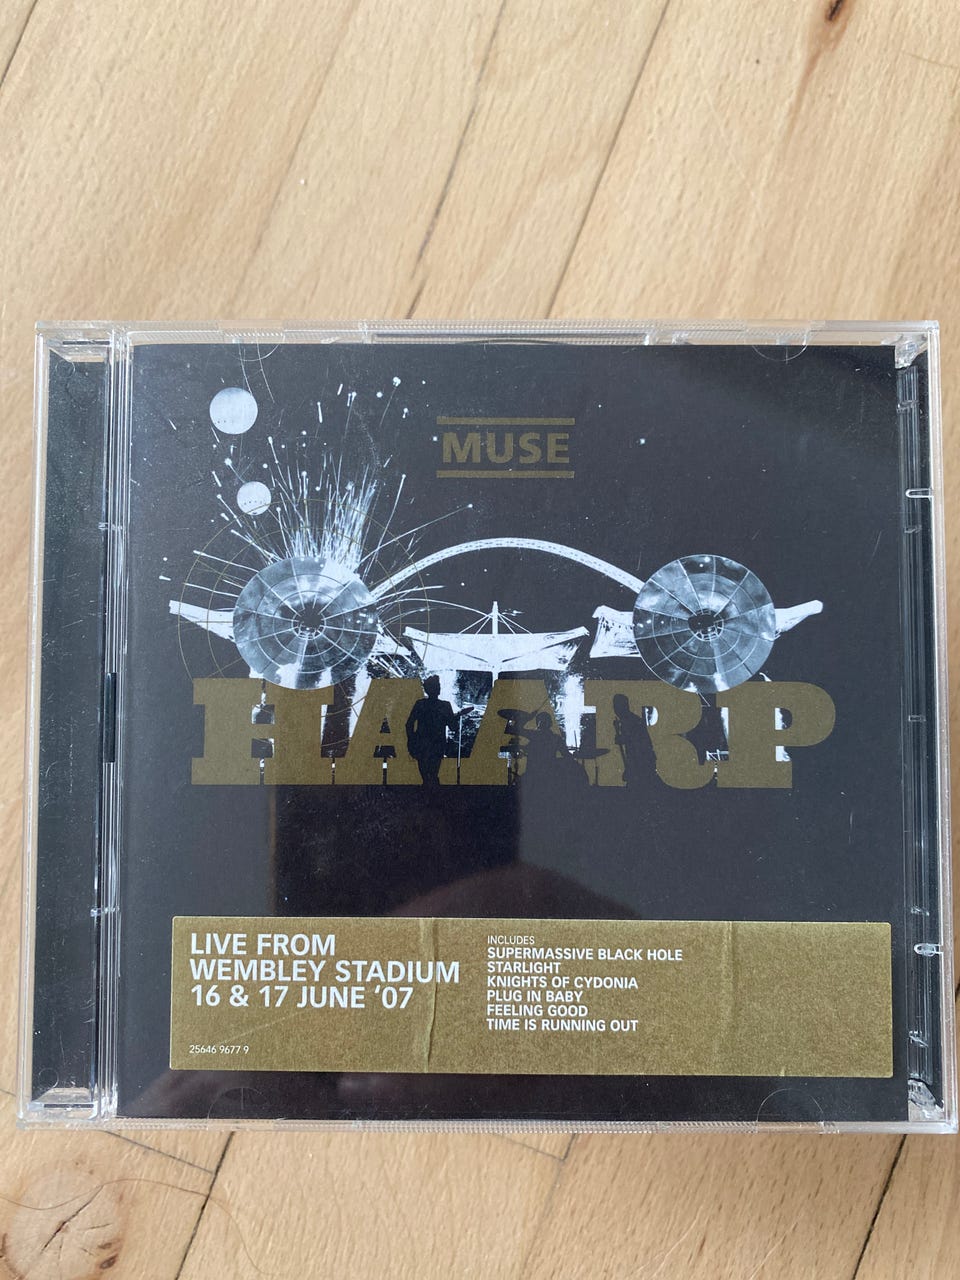 MUSE
HAARP
LIVE FROM
WEMBLEY STADIUM
16 & 17 JUNE ‘07
25646 9677 9
INCLUDES
SUPERMASSIVE BLACK HOLE
STARLIGHT
KNIGHTS OF CYDONIA
PLUG IN BABY
FEELING GOOD
TIME IS RUNNING OUT